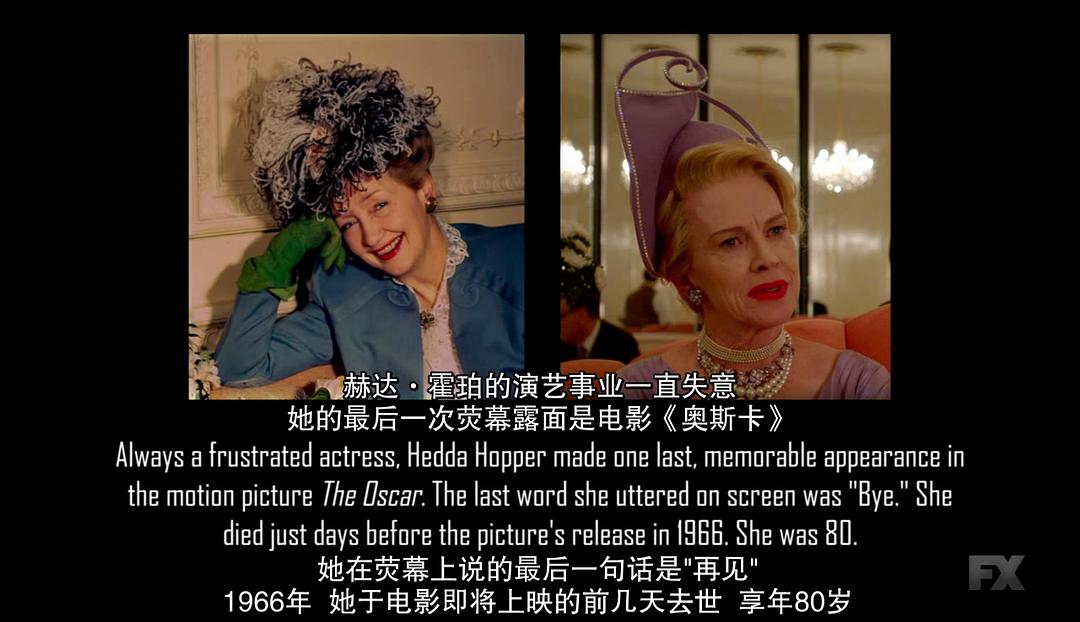 赫达·霍珀的演艺事业一直失意
她的最后一次荧幕露面是电影《奥斯卡》
Always a frustrated actress, Hedda Hopper made one last, memorable appearance in
the motion picture The Oscar. The last word she uttered on screen was "Bye." She
died just days before the picture's release in 1966. She was 80.
她在荧幕上说的最后一句话是"再见"
1966年 她于电影即将上映的前几天去世 享年80岁
FX